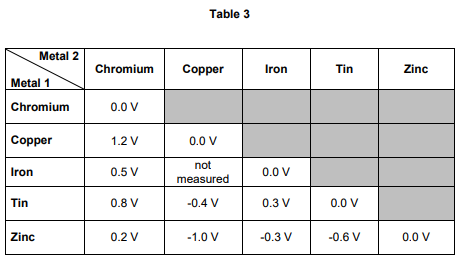 Table 3
Metal 2
Metal 1
Chromium Copper Iron Tin Zinc
Chromium 0.0 V
Copper 1.2 V 0.0 V
Iron 0.5 V not measured 0.0 V
Tin 0.8 V -0.4 V 0.3 V 0.0 V
Zinc 0.2 V -1.0 V -0.3 V -0.6 V 0.0 V